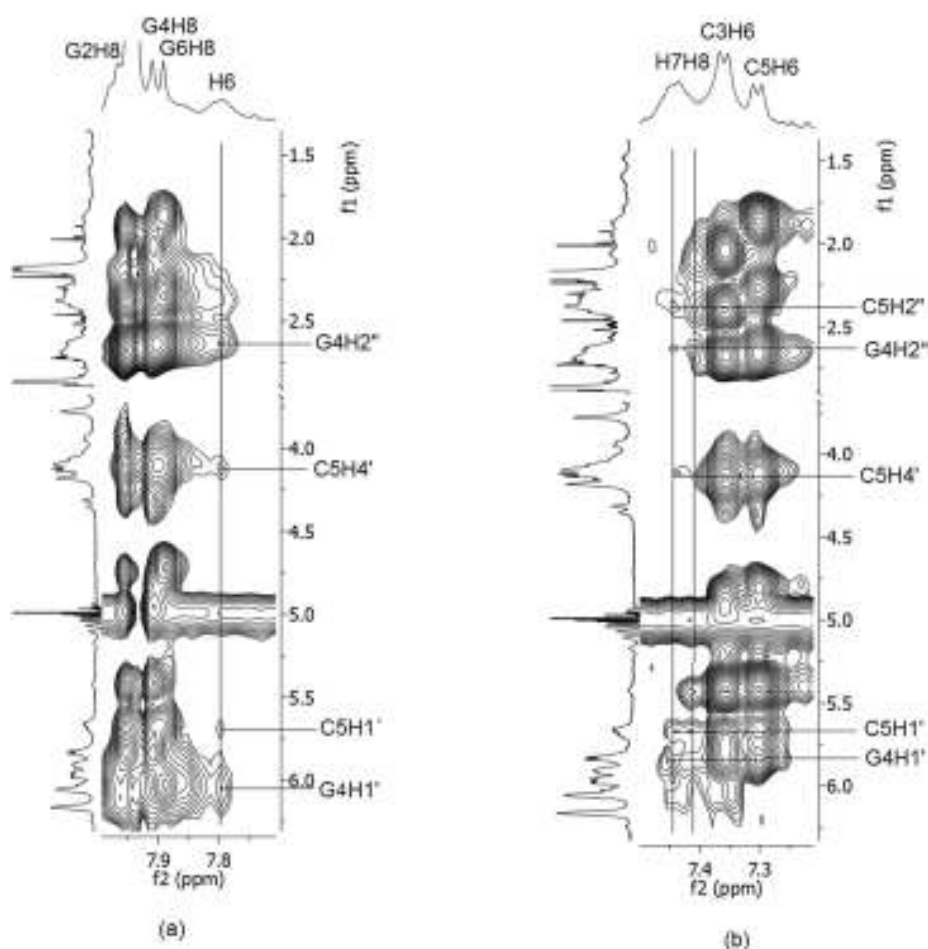 G4H8
G2H8
G6H8
H6
f1 (ppm)
1.5
2.0
2.5
4.0
4.5
5.0
5.5
6.0
G4H2"
C5H4'
C5H1'
G4H1'
7.9
7.8
f2 (ppm)
(a)
C3H6
H7H8
C5H6
f1 (ppm)
1.5
2.0
2.5
4.0
4.5
5.0
5.5
6.0
C5H2"
G4H2"
C5H4'
C5H1'
G4H1'
7.4
7.3
f2 (ppm)
(b)